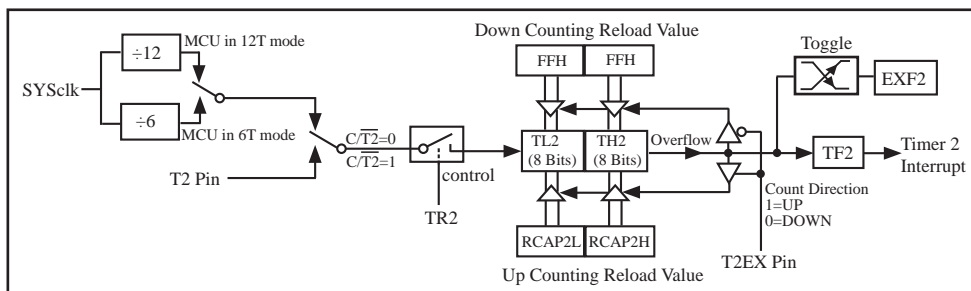 Down Counting Reload Value
Toggle
÷12
MCU in 12T mode
FFH
FFH
EXF2
SYSclk
÷6
MCU in 6T mode
C/T2=0
C/T2=1
TL2
(8 Bits)
TH2
(8 Bits)
Overflow
TF2
Timer 2
Interrupt
T2 Pin
control
TR2
Count Direction
1=UP
0=DOWN
RCAP2L
RCAP2H
T2EX Pin
Up Counting Reload Value